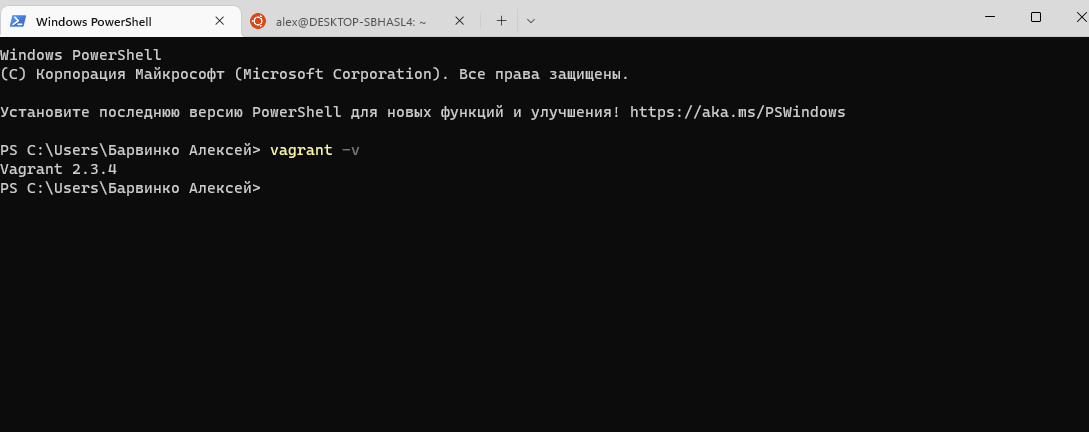 Windows PowerShell
alex@DESKTOP-SBHASL4: ~
Windows PowerShell
(C) Корпорация Майкрософт (Microsoft Corporation). Все права защищены.
Установите последнюю версию PowerShell для новых функций и улучшения! https://aka.ms/PSWindows
PS C:\Users\Барвинко Алексей> vagrant -v
Vagrant 2.3.4
PS C:\Users\Барвинко Алексей>